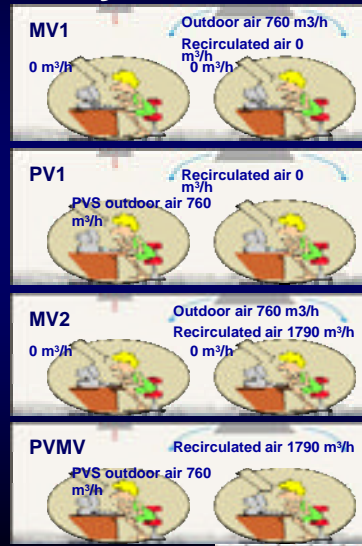 MV1
Outdoor air 760 m3/h
Recirculated air 0
m³/h
0 m³/h
0 m³/h
PV1
Recirculated air 0
m³/h
PVS outdoor air 760
m³/h
MV2
Outdoor air 760 m3/h
Recirculated air 1790 m³/h
0 m³/h
0 m³/h
PVMV
Recirculated air 1790 m³/h
PVS outdoor air 760
m³/h